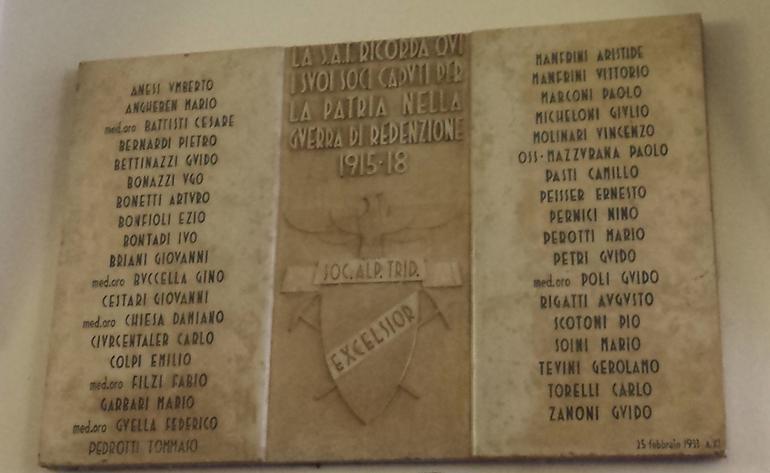 ANESI VMBERTO
ANGHEREN MARIO
med.oro BATTISTI CESARE
BERNARDI PIETRO
BETTINAZZI GVIDO
BONAZZI VGO
BONETTI ARTVRO
BONFIOLI EZIO
BONTADI IVO
BRIANI GIOVANNI
med.oro BVCCELLA GINO
CESTARI GIOVANNI
med.oro CHIESA DAMIANO
CIVRCENTALER CARLO
COLPI EMILIO
med.oro FILZI FABIO
GARBARI MARIO
med.oro GVELLA FEDERICO
PEDROTTI TOMMASO
LA S.A.T. RICORDA QVI
I SVOI SOCI CADVTI PER
LA PATRIA NELLA
GVERRA DI REDENZIONE
1915-18
SOC. ALP. TRID.
EXCELSIOR
MANFRINI ARISTIDE
MANFRINI VITTORIO
MARCONI PAOLO
MICHELONI GIVLIO
MOLINARI VINCENZO
OSS-MAZZVRANA PAOLO
PASTI CAMILLO
PEISSER ERNESTO
PERNICI NINO
PEROTTI MARIO
PETRI GVIDO
med.oro POLI GVIDO
RIGATTI AVGVSTO
SCOTONI PIO
SOINI MARIO
TEVINI GEROLAMO
TORELLI CARLO
ZANONI GVIDO
25 febbraio 1933 A.XI